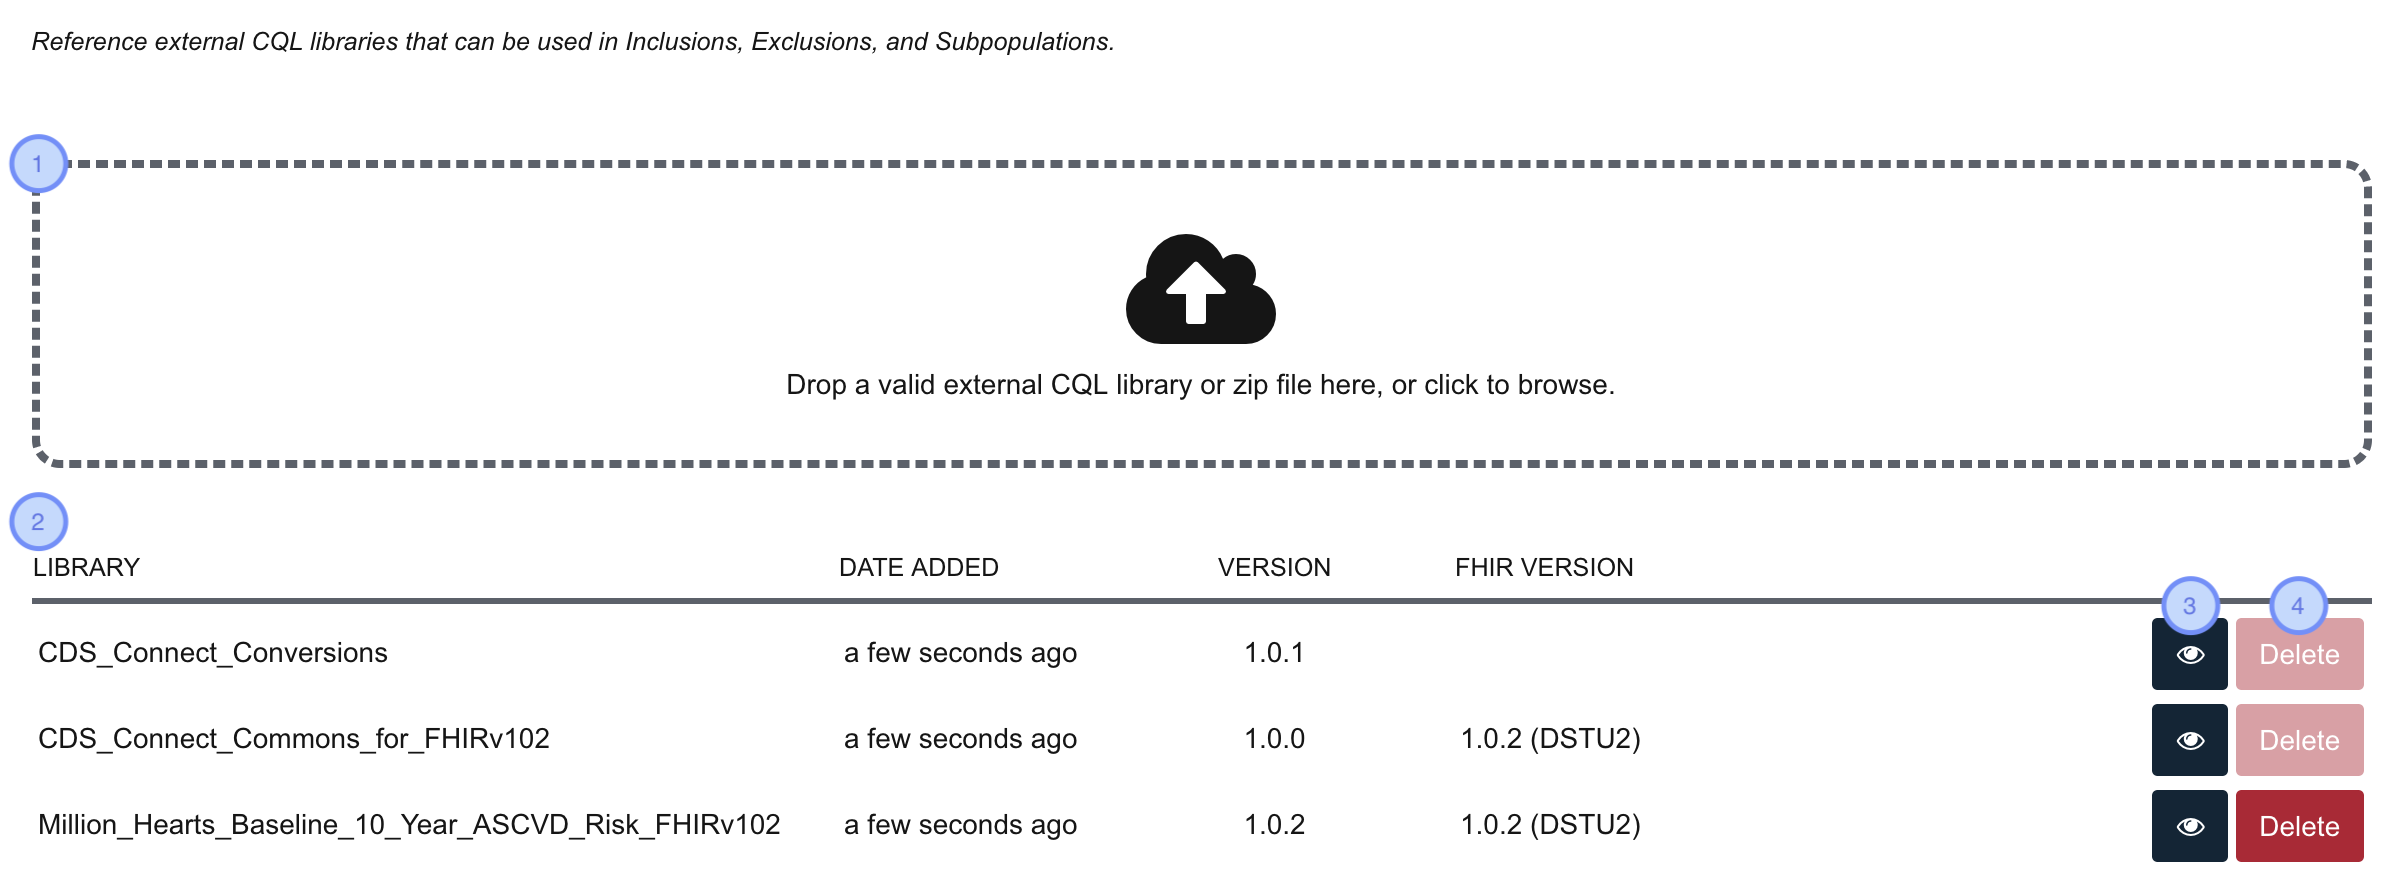 Reference external CQL libraries that can be used in Inclusions, Exclusions, and Subpopulations.
1
Drop a valid external CQL library or zip file here, or click to browse.
2
LIBRARY DATE ADDED VERSION FHIR VERSION
3 4
CDS_Connect_Conversions a few seconds ago 1.0.1 Delete
CDS_Connect_Commons_for_FHIRv102 a few seconds ago 1.0.0 1.0.2 (DSTU2) Delete
Million_Hearts_Baseline_10_Year_ASCVD_Risk_FHIRv102 a few seconds ago 1.0.2 1.0.2 (DSTU2) Delete